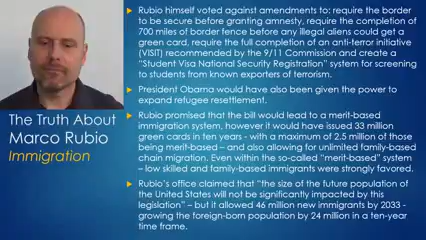 • Rubio himself voted against amendments to: require the border
to be secure before granting amnesty, require the completion of
700 miles of border fence before any illegal aliens could get a
green card, require the full completion of an anti-terror initiative
(VISIT) recommended by the 9/11 Commission and create a
"Student Visa National Security Registration" system for screening
to students from known exporters of terrorism.
• President Obama would have also been given the power to
expand refugee resettlement.
• Rubio promised that the bill would lead to a merit-based
immigration system, however it would have issued 33 million
green cards in ten years - with a maximum of 2.5 million of those
being merit-based – and also allowing for unlimited family-based
chain migration. Even within the so-called "merit-based" system
– low skilled and family-based immigrants were strongly favored.
• Rubio's office claimed that "the size of the future population of
the United States will not be significantly impacted by this
legislation" – but it allowed 46 million new immigrants by 2033 -
growing the foreign-born population by 24 million in a ten-year
time frame.
The Truth About
Marco Rubio
Immigration